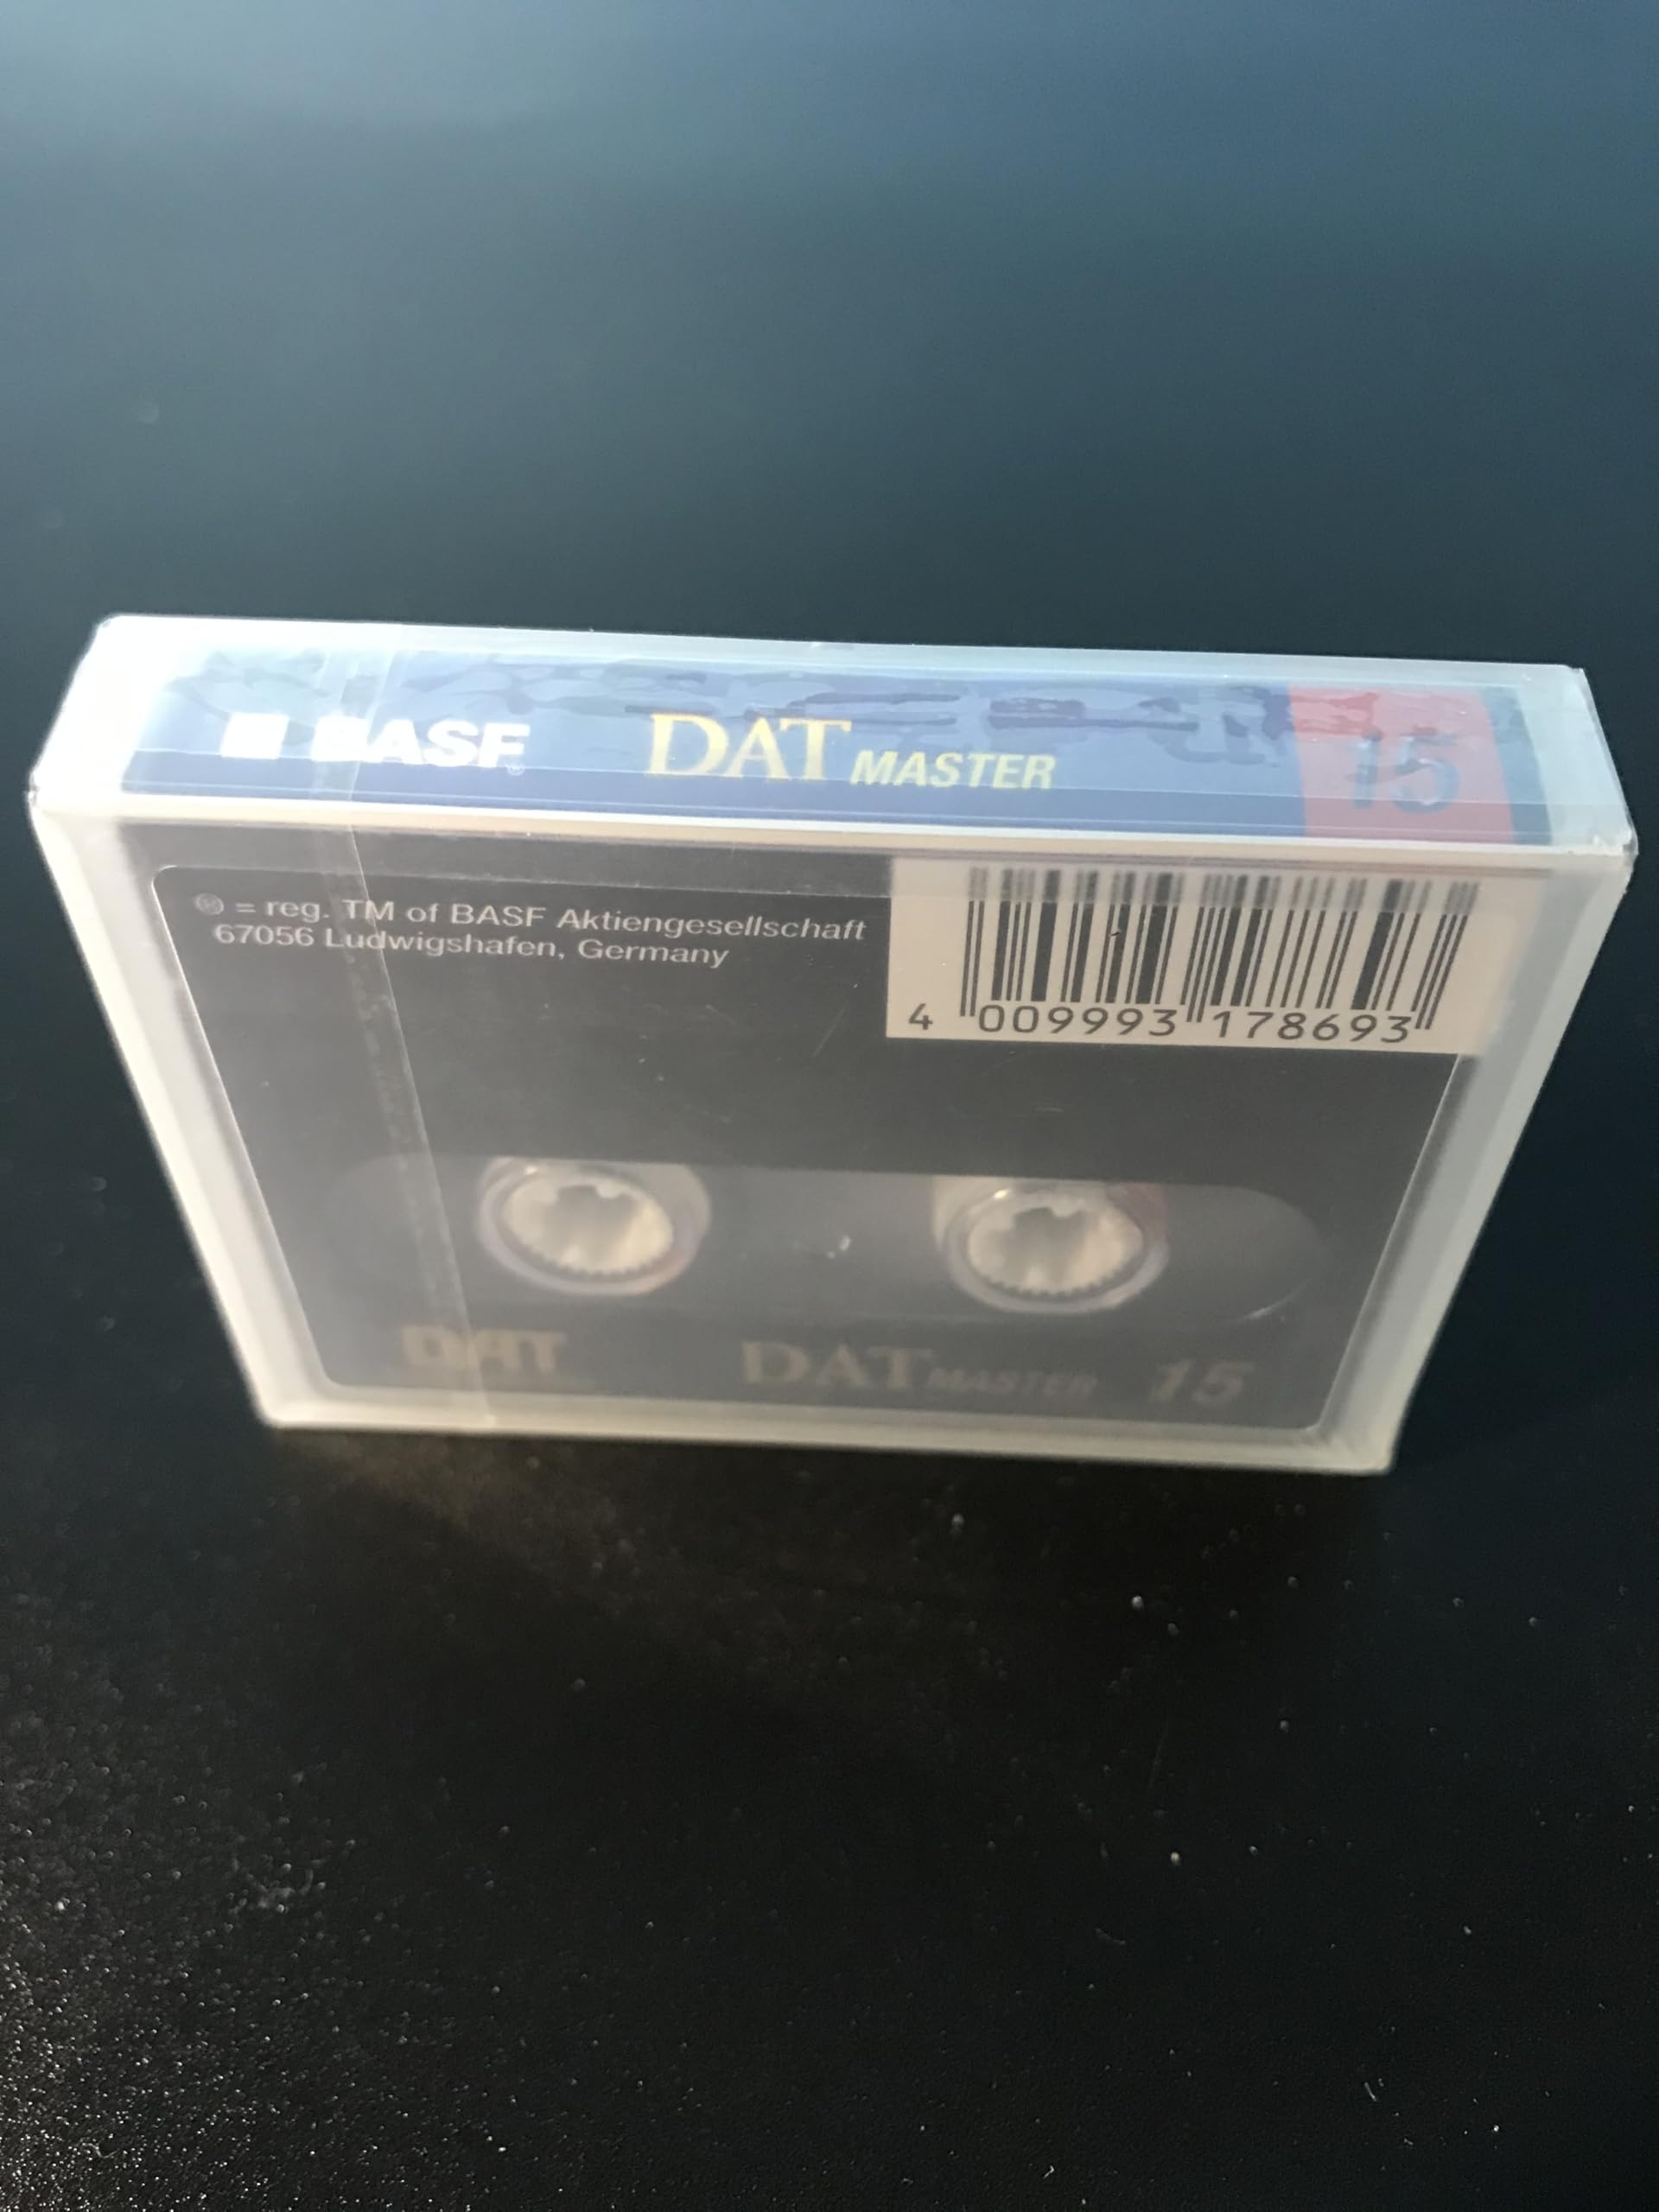 BASF® DAT MASTER 15
® = reg. TM of BASF Aktiengesellschaft
67056 Ludwigshafen, Germany
4 009993 178693
DAT DAT MASTER 15